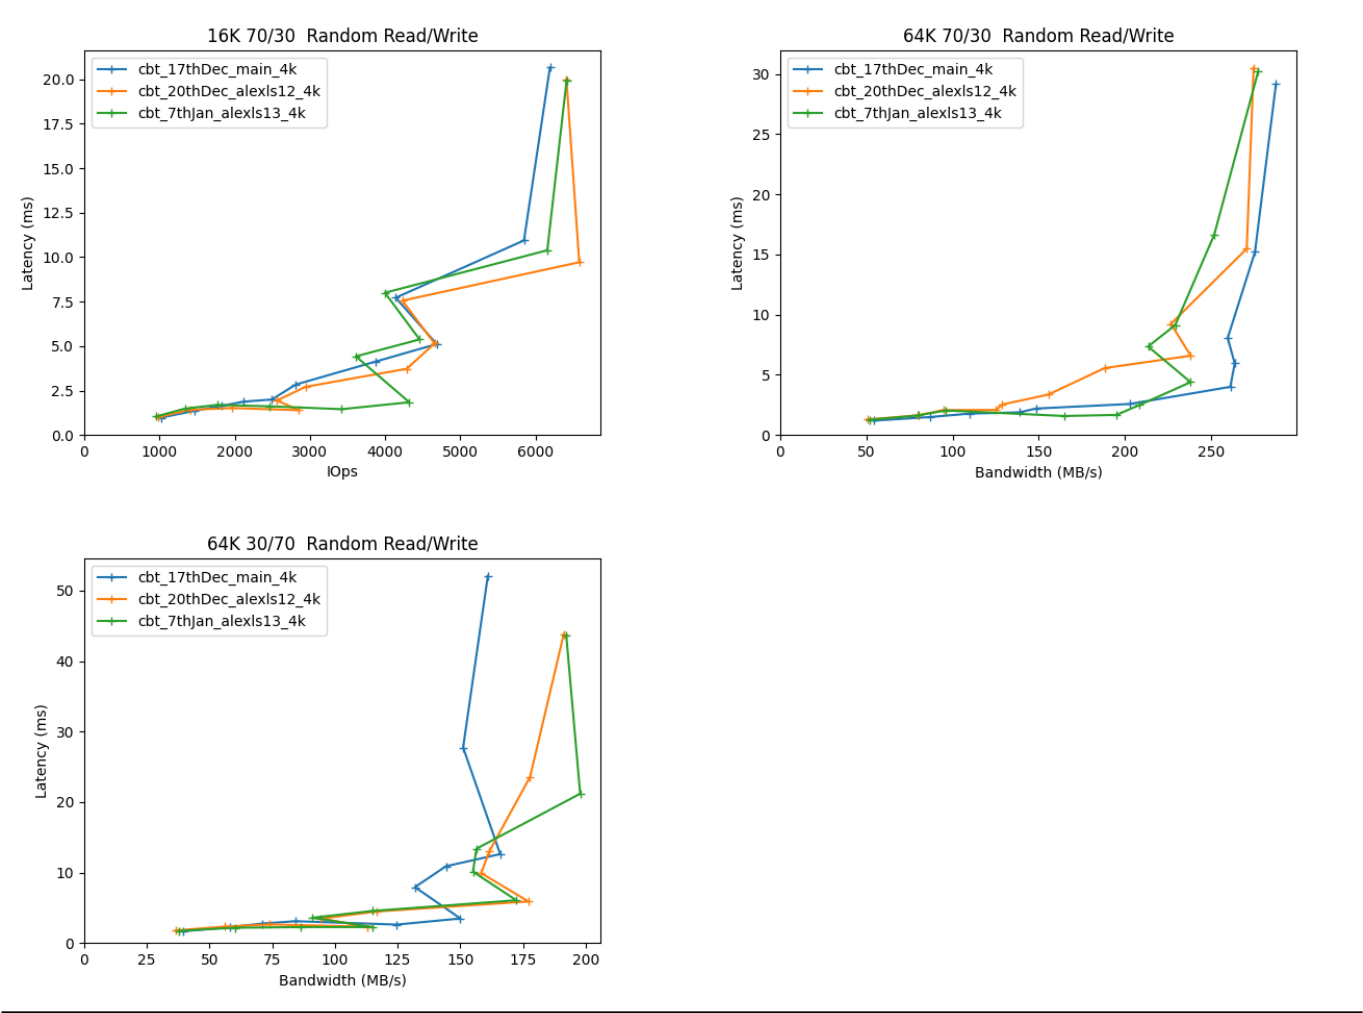 16K 70/30  Random Read/Write
cbt_17thDec_main_4k
cbt_20thDec_alexls12_4k
cbt_7thJan_alexls13_4k
20.0
17.5
15.0
12.5
10.0
7.5
5.0
2.5
0.0
Latency (ms)
0 1000 2000 3000 4000 5000 6000
IOps
64K 70/30  Random Read/Write
cbt_17thDec_main_4k
cbt_20thDec_alexls12_4k
cbt_7thJan_alexls13_4k
30
25
20
15
10
5
0
Latency (ms)
0 50 100 150 200 250
Bandwidth (MB/s)
64K 30/70  Random Read/Write
cbt_17thDec_main_4k
cbt_20thDec_alexls12_4k
cbt_7thJan_alexls13_4k
50
40
30
20
10
0
Latency (ms)
0 25 50 75 100 125 150 175 200
Bandwidth (MB/s)